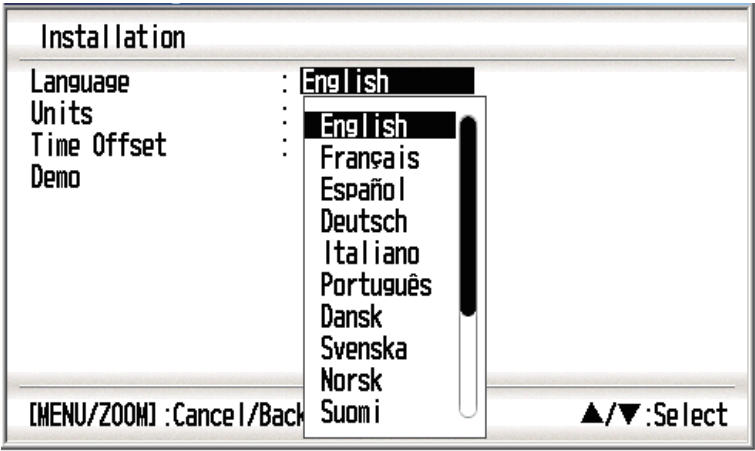 Installation
Language : English
Units :
Time Offset :
Demo
English
Français
Español
Deutsch
Italiano
Português
Dansk
Svenska
Norsk
Suomi
[MENU/ZOOM]:Cancel/Back
▲/▼:Select